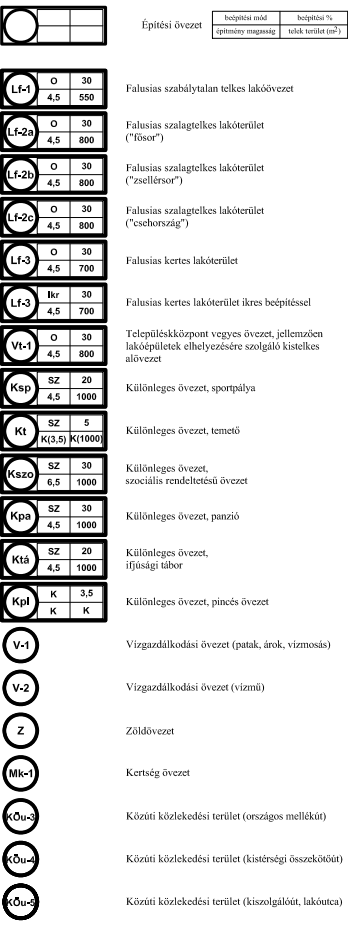 Építési övezet
beépítési mód beépítési %
építmény magasság telek terület (m2)
Lf-1 O 30
4,5 550
Falusias szabálytalan telkes lakóövezet
Lf-2a O 30
4,5 800
Falusias szalagtelkes lakóterület
("fősor")
Lf-2b O 30
4,5 800
Falusias szalagtelkes lakóterület
("zsellérsor")
Lf-2c O 30
4,5 800
Falusias szalagtelkes lakóterület
("csehország")
Lf-3 O 30
4,5 700
Falusias kertes lakóterület
Lf-3 Ikr 30
4,5 700
Falusias kertes lakóterület ikres beépítéssel
Vt-1 O 30
4,5 800
Településkközpont vegyes övezet, jellemzően
lakóépületek elhelyezésére szolgáló kistelkes
alövezet
Ksp SZ 20
4,5 1000
Különleges övezet, sportpálya
Kt SZ 5
K(3,5) K(1000)
Különleges övezet, temető
Kszo SZ 30
6,5 1000
Különleges övezet,
szociális rendeltetésű övezet
Kpa SZ 30
4,5 1000
Különleges övezet, panzió
Ktá SZ 20
4,5 1000
Különleges övezet,
ifjúsági tábor
Kpl K 3,5
K K
Különleges övezet, pincés övezet
V-1 Vízgazdálkodási övezet (patak, árok, vízmosás)
V-2 Vízgazdálkodási övezet (vízmű)
Z Zöldövezet
Mk-1 Kertség övezet
KÖu-3 Közúti közlekedési terület (országos mellékút)
KÖu-4 Közúti közlekedési terület (kistérségi összekötőút)
KÖu-5 Közúti közlekedési terület (kiszolgálóút, lakóutca)